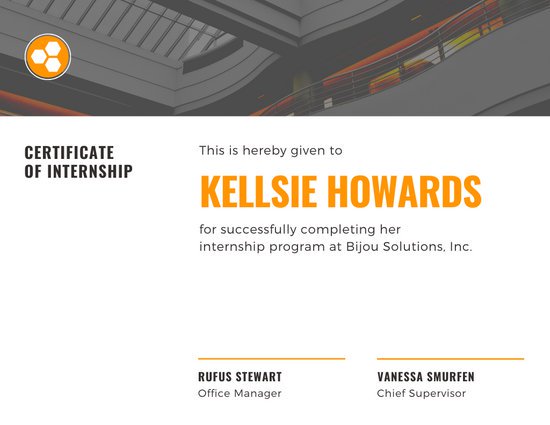 CERTIFICATE
OF INTERNSHIP
This is hereby given to
KELLSIE HOWARDS
for successfully completing her
internship program at Bijou Solutions, Inc.
RUFUS STEWART
Office Manager
VANESSA SMURFEN
Chief Supervisor